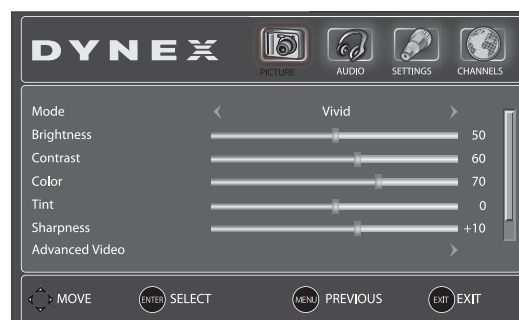 DYNEX
PICTURE AUDIO SETTINGS CHANNELS
Mode Vivid
Brightness 50
Contrast 60
Color 70
Tint 0
Sharpness +10
Advanced Video
MOVE ENTER SELECT MENU PREVIOUS EXIT EXIT